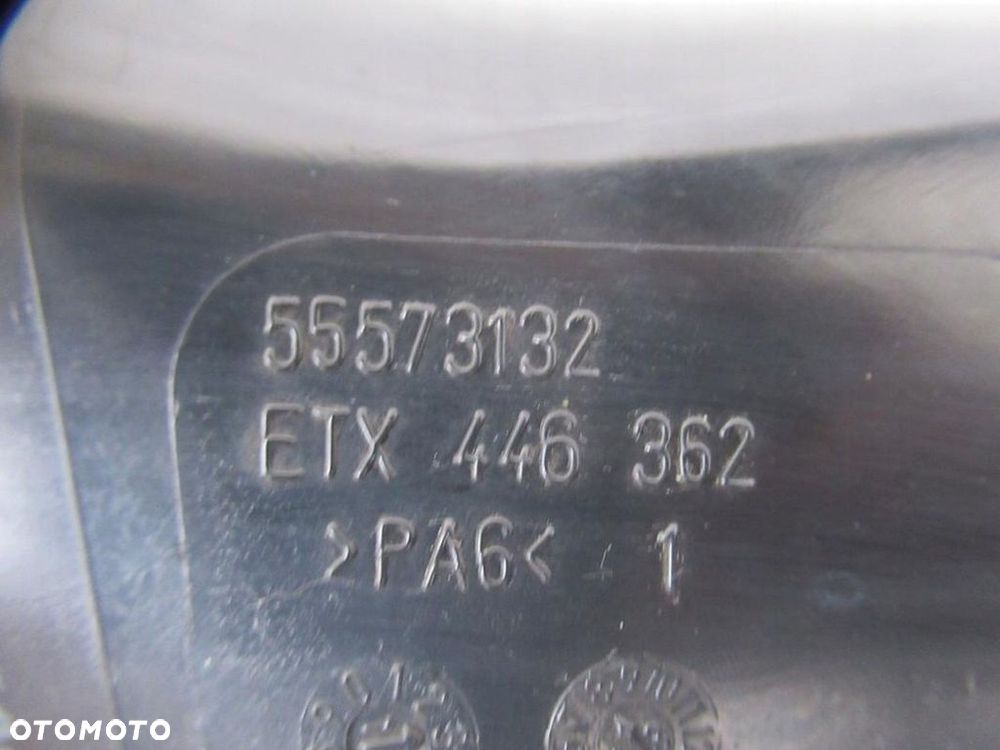 55573132
ETX 446 362
>PA6< 1
OTOMOTO